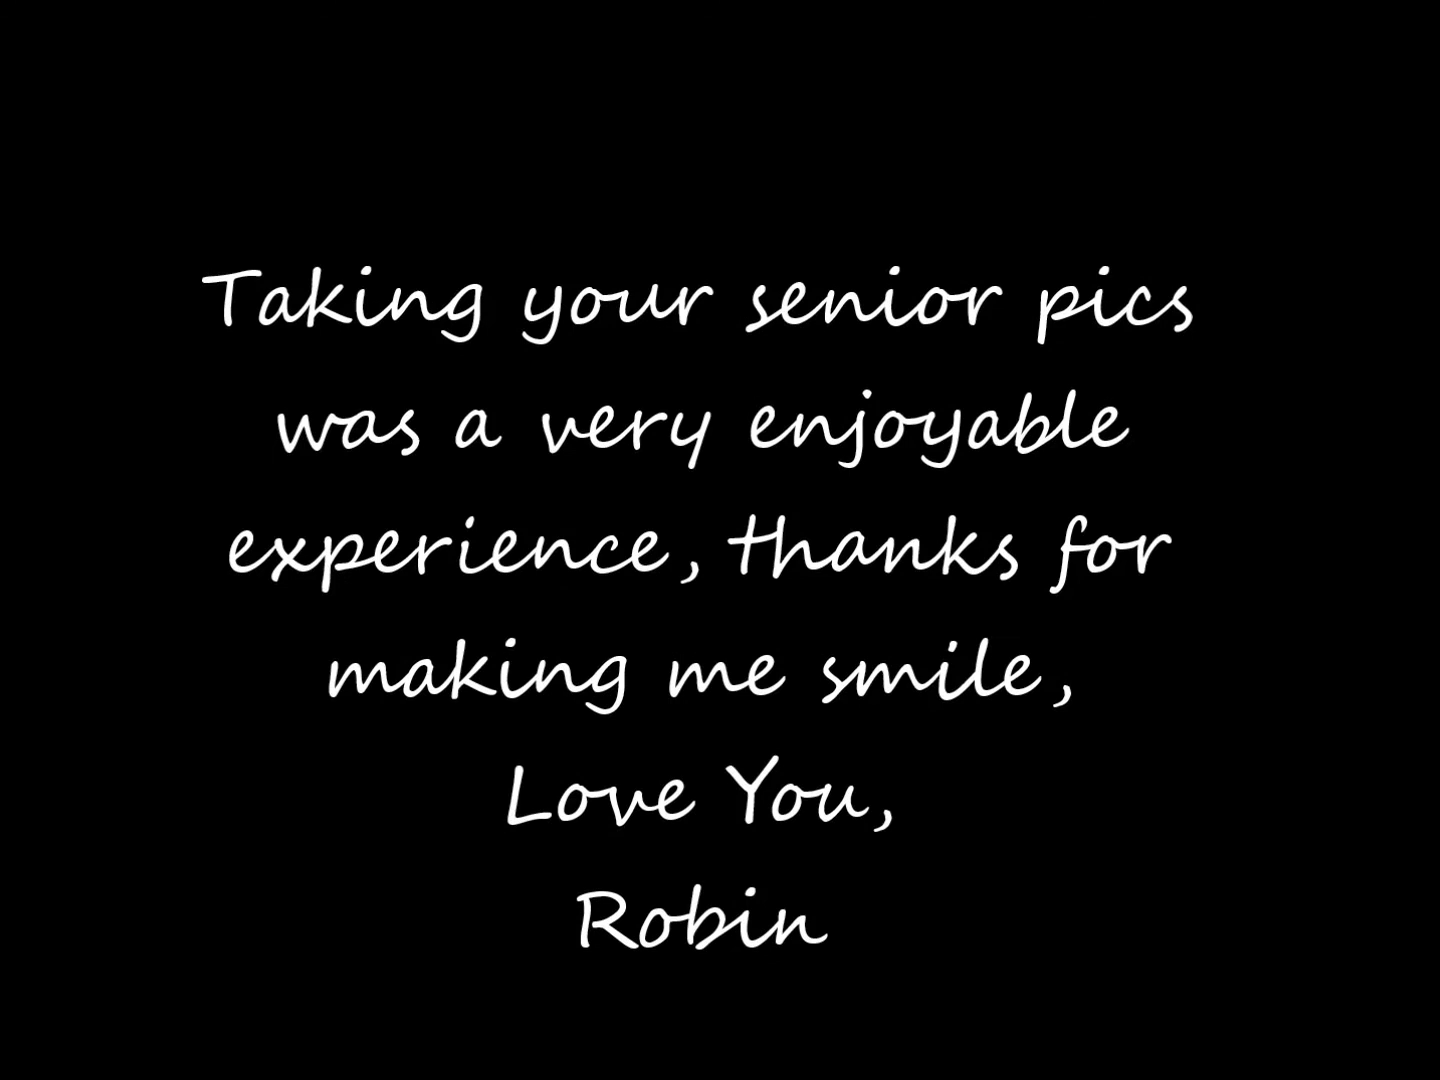 Taking your senior pics
was a very enjoyable
experience, thanks for
making me smile,
Love You,
Robin